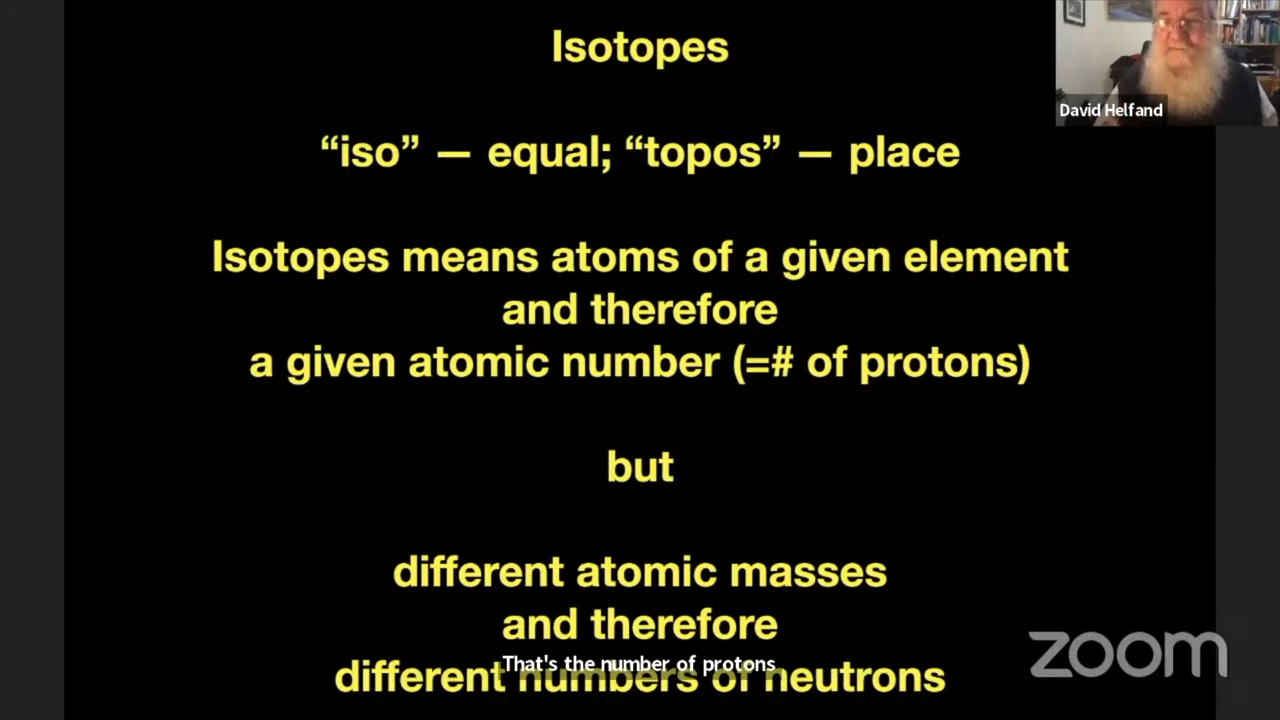 Isotopes
David Helfand
“iso” — equal; “topos” — place
Isotopes means atoms of a given element
and therefore
a given atomic number (=# of protons)
but
different atomic masses
and therefore
That's the number of protons
different numbers of neutrons
zoom